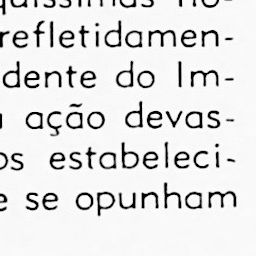 refletidamen-
dente do Im-
ação devas-
os estabeleci-
e se opunham